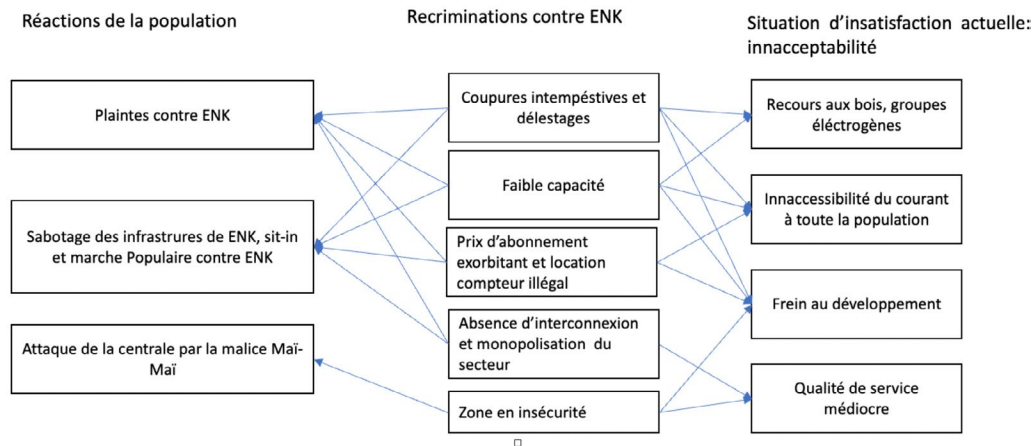 Réactions de la population
Recriminations contre ENK
Situation d'insatisfaction actuelle:
innacceptabilité
Plaintes contre ENK
Sabotage des infrastrures de ENK, sit-in
et marche Populaire contre ENK
Attaque de la centrale par la malice Maï-
Maï
Coupures intempéstives et
délestages
Faible capacité
Prix d'abonnement
exorbitant et location
compteur illégal
Absence d'interconnexion
et monopolisation du
secteur
Zone en insécurité
Recours aux bois, groupes
éléctrogènes
Innaccessibilité du courant
à toute la population
Frein au développement
Qualité de service
médiocre